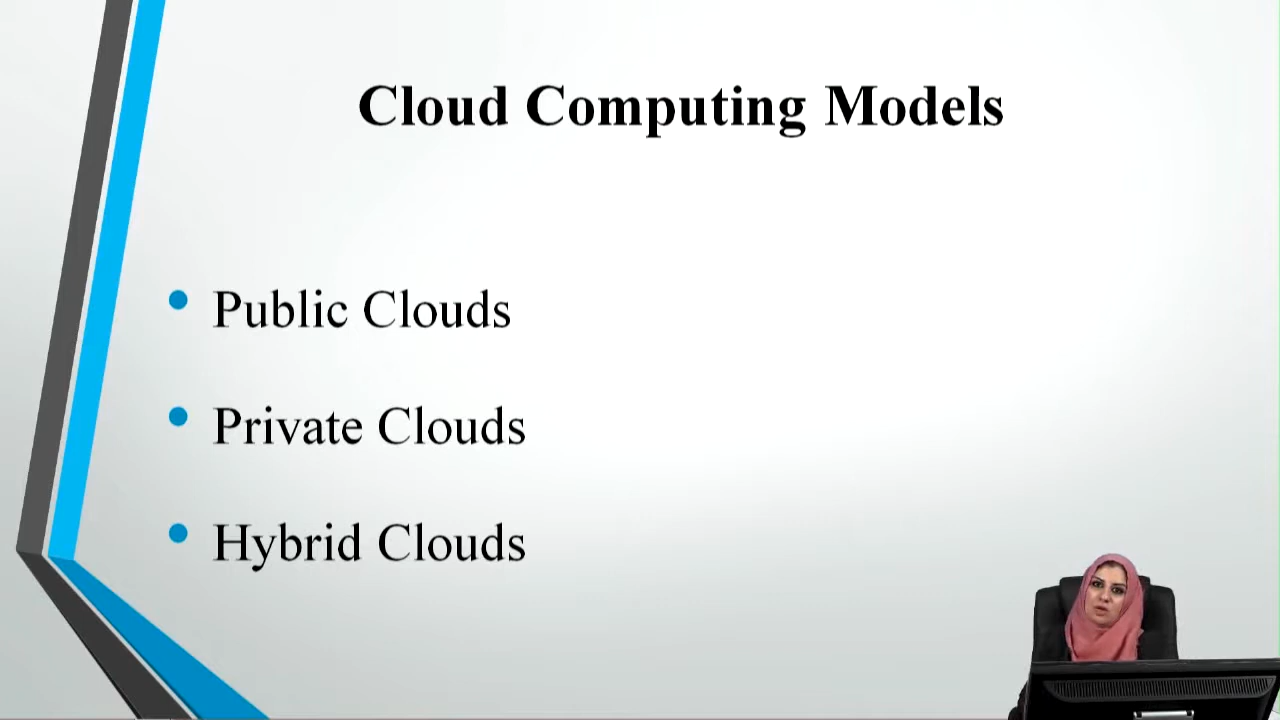 Cloud Computing Models
• Public Clouds
• Private Clouds
• Hybrid Clouds